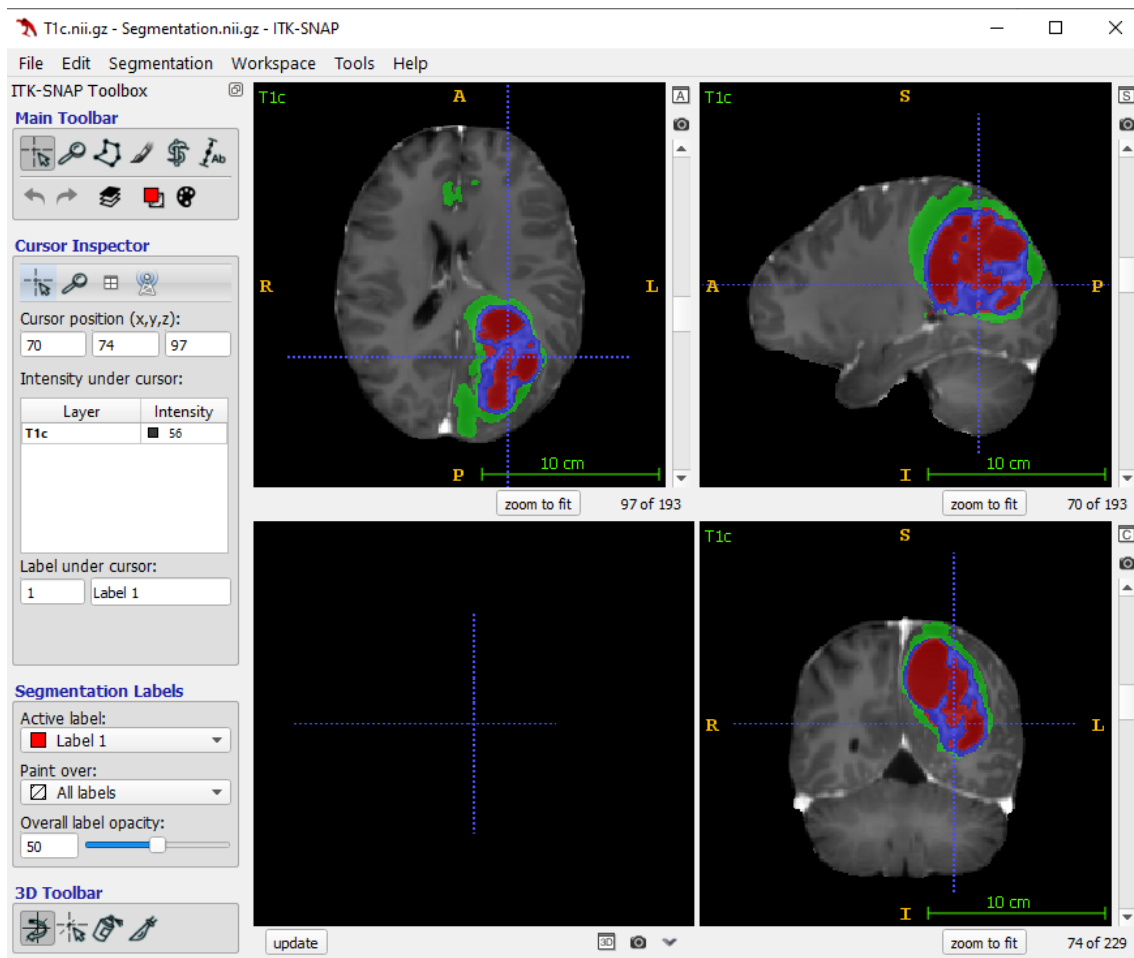 T1c.nii.gz - Segmentation.nii.gz - ITK-SNAP
File Edit Segmentation Workspace Tools Help
ITK-SNAP Toolbox
Main Toolbar
Ab
Cursor Inspector
Cursor position (x,y,z):
70 74 97
Intensity under cursor:
Layer Intensity
T1c 56
Label under cursor:
1 Label 1
Segmentation Labels
Active label:
Label 1
Paint over:
All labels
Overall label opacity:
50
3D Toolbar
T1c
A
A
R
L
P
10 cm
zoom to fit 97 of 193
T1c
S
S
A
P
I
10 cm
zoom to fit 70 of 193
update
3D
T1c
S
C
R
L
I
10 cm
zoom to fit 74 of 229